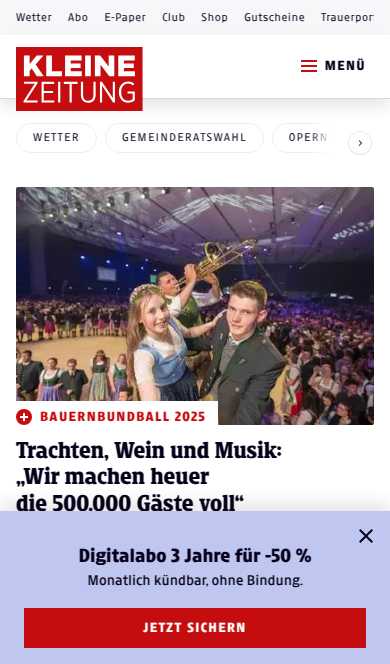 Wetter Abo E-Paper Club Shop Gutscheine Trauerpor
KLEINE
ZEITUNG
MENÜ
WETTER GEMEINDERATSWAHL OPERN
BAUERNBUNDBALL 2025
Trachten, Wein und Musik:
„Wir machen heuer
die 500.000 Gäste voll“
Digitalabo 3 Jahre für -50 %
Monatlich kündbar, ohne Bindung.
JETZT SICHERN